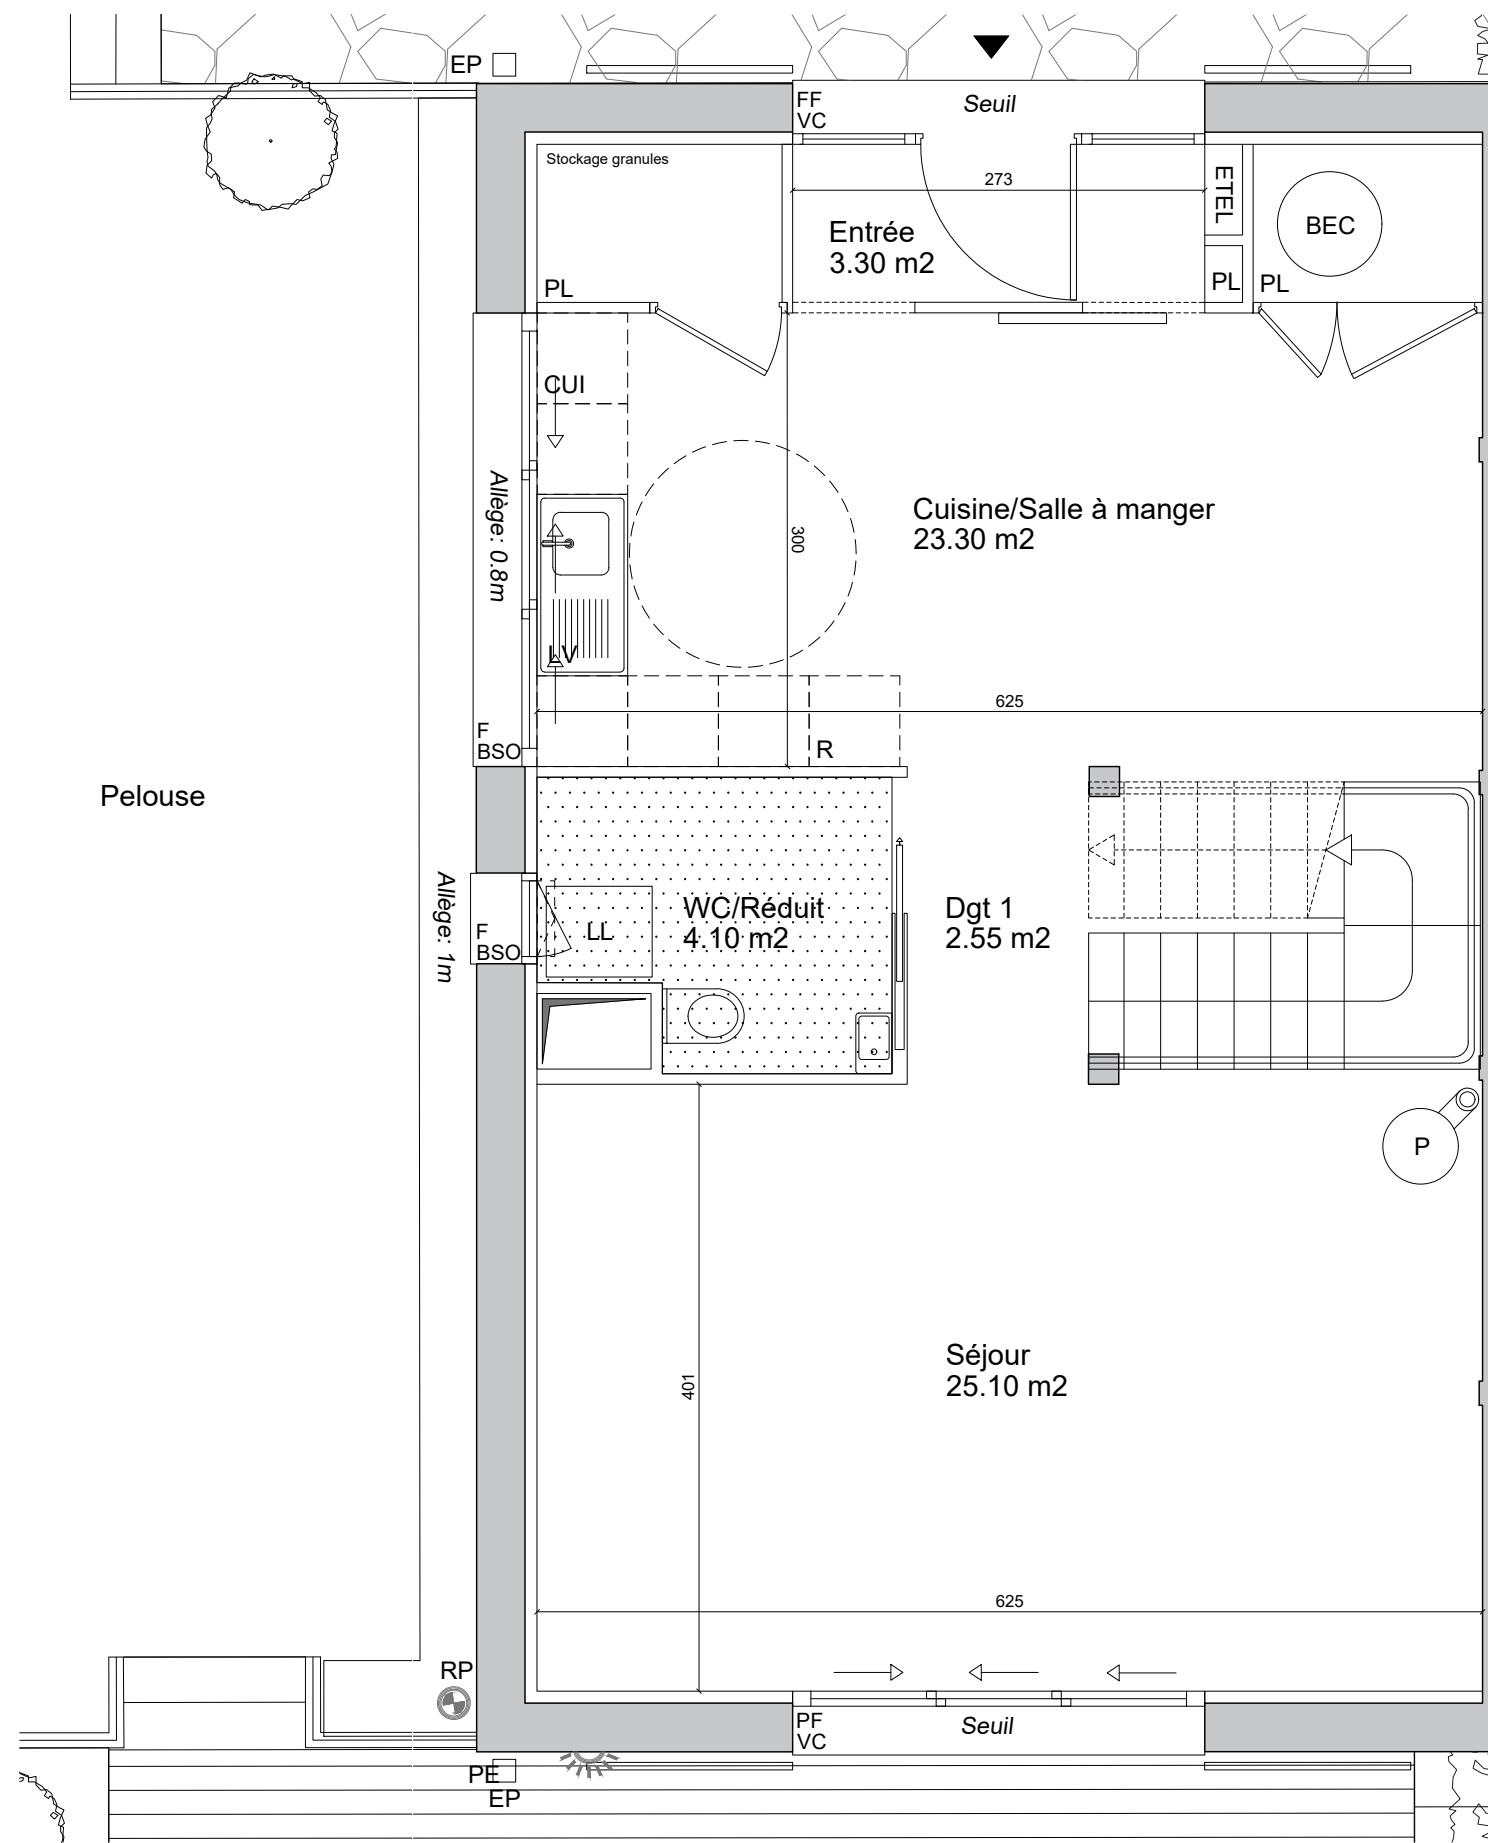 EP
FF
VC
Seuil
Stockage granules
273
ETEL
BEC
Entrée
3.30 m2
PL
PL
PL
CUI
Allège: 0.8m
Cuisine/Salle à manger
23.30 m2
300
LV
625
F
BSO
R
Pelouse
Allège: 1m
WC/Réduit
4.10 m2
Dgt 1
2.55 m2
LL
F
BSO
P
Séjour
25.10 m2
401
625
RP
PF
VC
Seuil
PE
EP